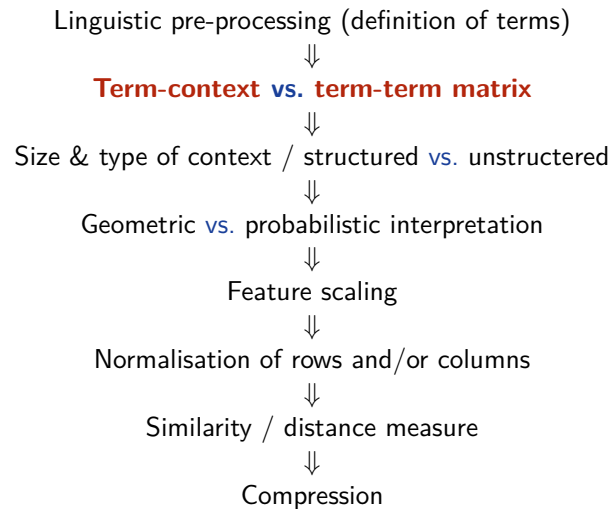 Linguistic pre-processing (definition of terms)
⇓
Term-context vs. term-term matrix
⇓
Size & type of context / structured vs. unstructered
⇓
Geometric vs. probabilistic interpretation
⇓
Feature scaling
⇓
Normalisation of rows and/or columns
⇓
Similarity / distance measure
⇓
Compression